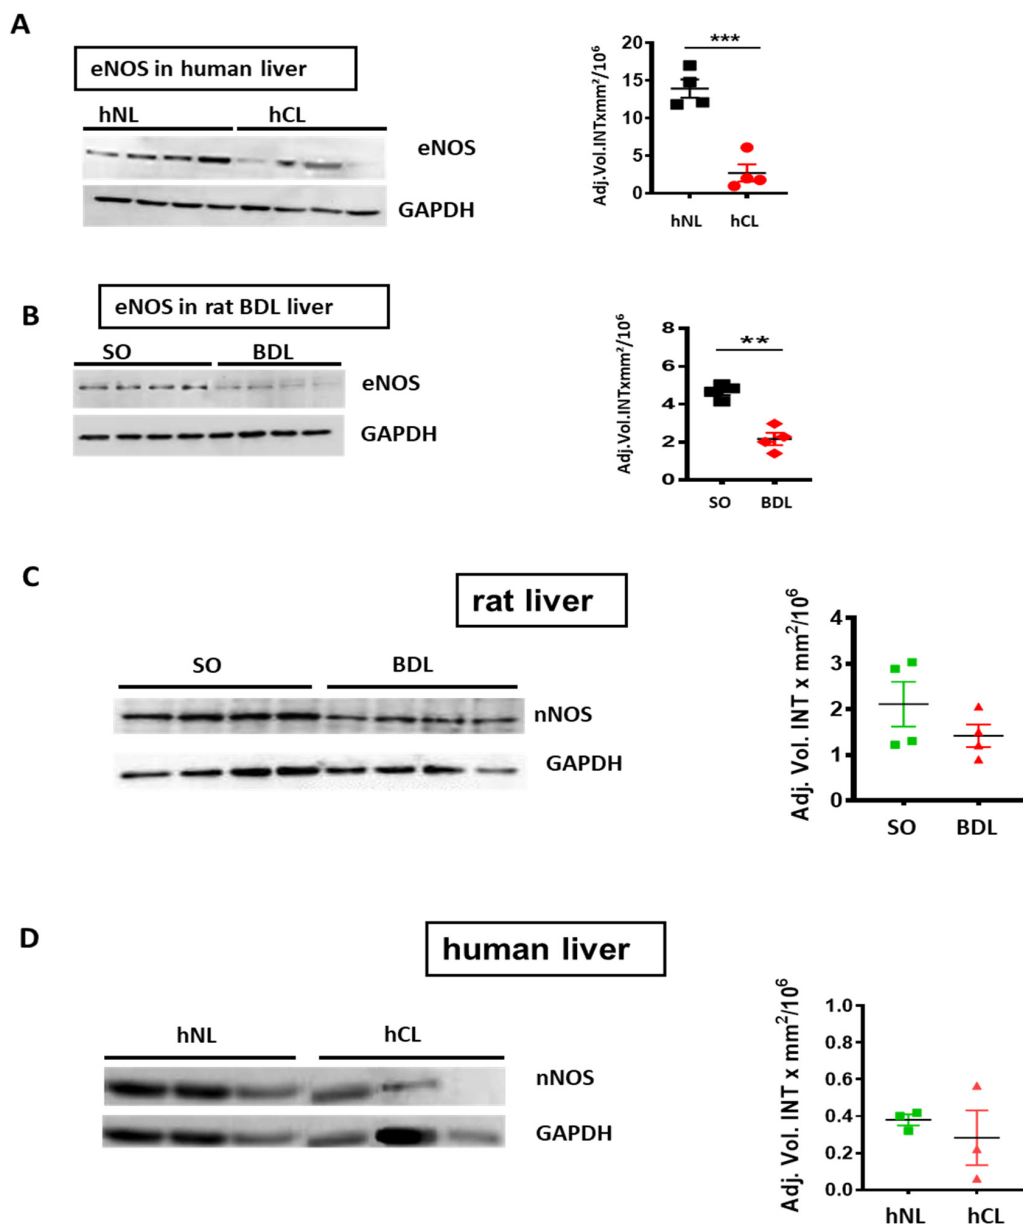 A
eNOS in human liver
hNL hCL
eNOS
GAPDH
Adj.Vol.INTxmm²/10⁶
20
15
10
5
0
***
hNL hCL
B
eNOS in rat BDL liver
SO BDL
eNOS
GAPDH
Adj.Vol.INTxmm²/10⁶
8
6
4
2
0
**
SO BDL
C
rat liver
SO BDL
nNOS
GAPDH
Adj. Vol. INT x mm²/10⁶
4
3
2
1
0
SO BDL
D
human liver
hNL hCL
nNOS
GAPDH
Adj. Vol. INT x mm²/10⁶
1.0
0.8
0.6
0.4
0.2
0.0
hNL hCL